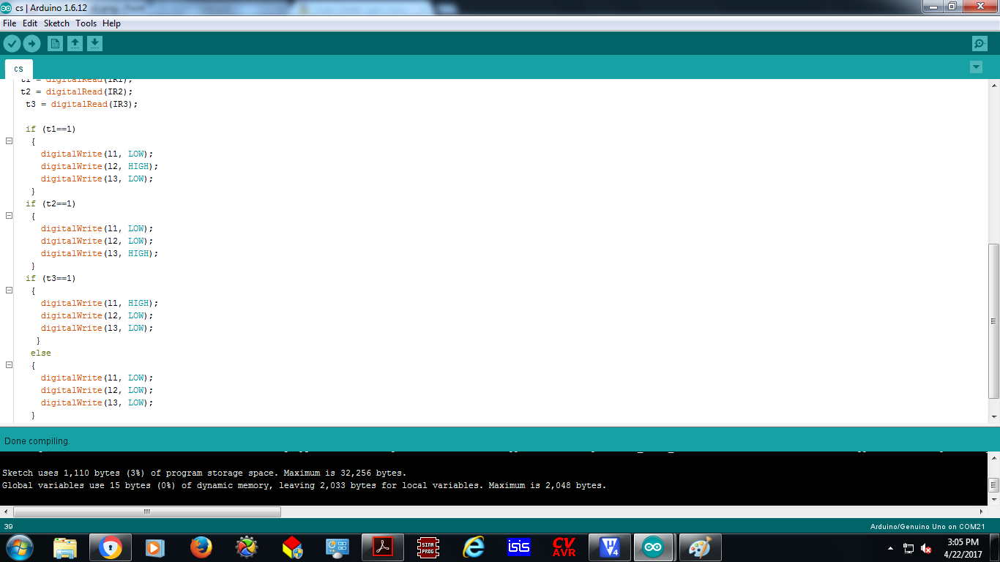 cs | Arduino 1.6.12
File Edit Sketch Tools Help
cs
t1 = digitalRead(IR1);
t2 = digitalRead(IR2);
t3 = digitalRead(IR3);
if (t1==1)
{
digitalWrite(l1, LOW);
digitalWrite(l2, HIGH);
digitalWrite(l3, LOW);
}
if (t2==1)
{
digitalWrite(l1, LOW);
digitalWrite(l2, LOW);
digitalWrite(l3, HIGH);
}
if (t3==1)
{
digitalWrite(l1, HIGH);
digitalWrite(l2, LOW);
digitalWrite(l3, LOW);
}
else
{
digitalWrite(l1, LOW);
digitalWrite(l2, LOW);
digitalWrite(l3, LOW);
}
Done compiling.
Sketch uses 1,110 bytes (3%) of program storage space. Maximum is 32,256 bytes.
Global variables use 15 bytes (0%) of dynamic memory, leaving 2,033 bytes for local variables. Maximum is 2,048 bytes.
39
Arduino/Genuino Uno on COM21
SINA PROG
isis
CV AVR
H 4
3:05 PM
4/22/2017